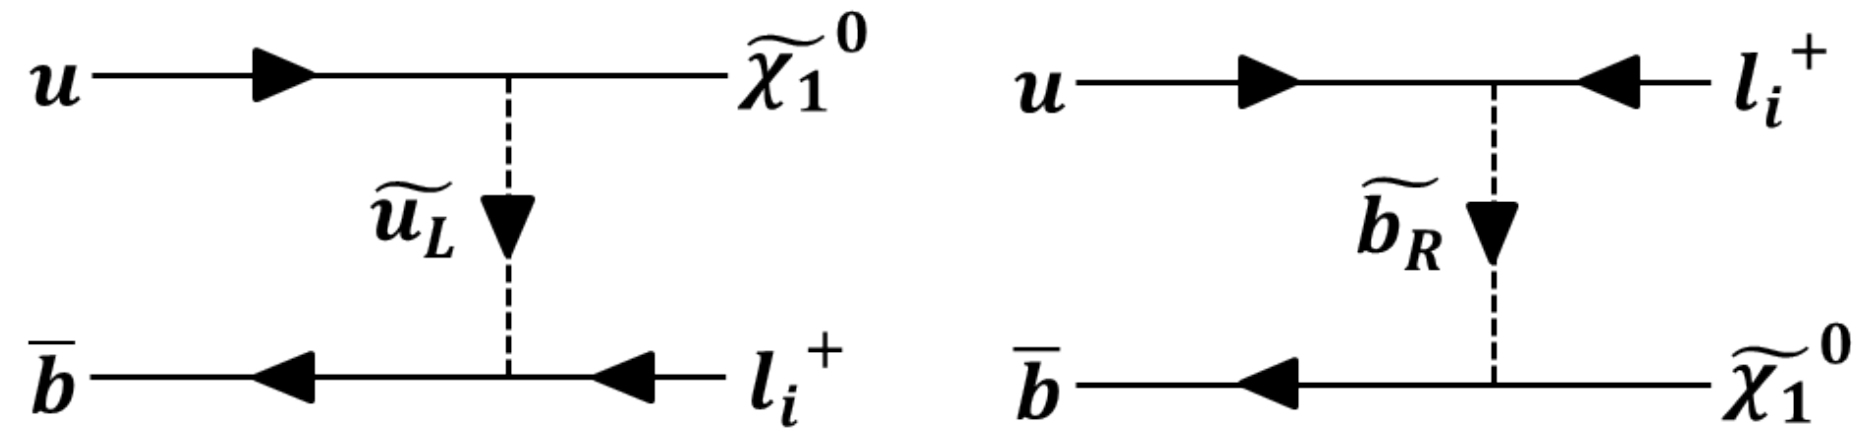 u χ̃₁⁰
ũ_L
b̄ l_i⁺
u l_i⁺
b̃_R
b̄ χ̃₁⁰